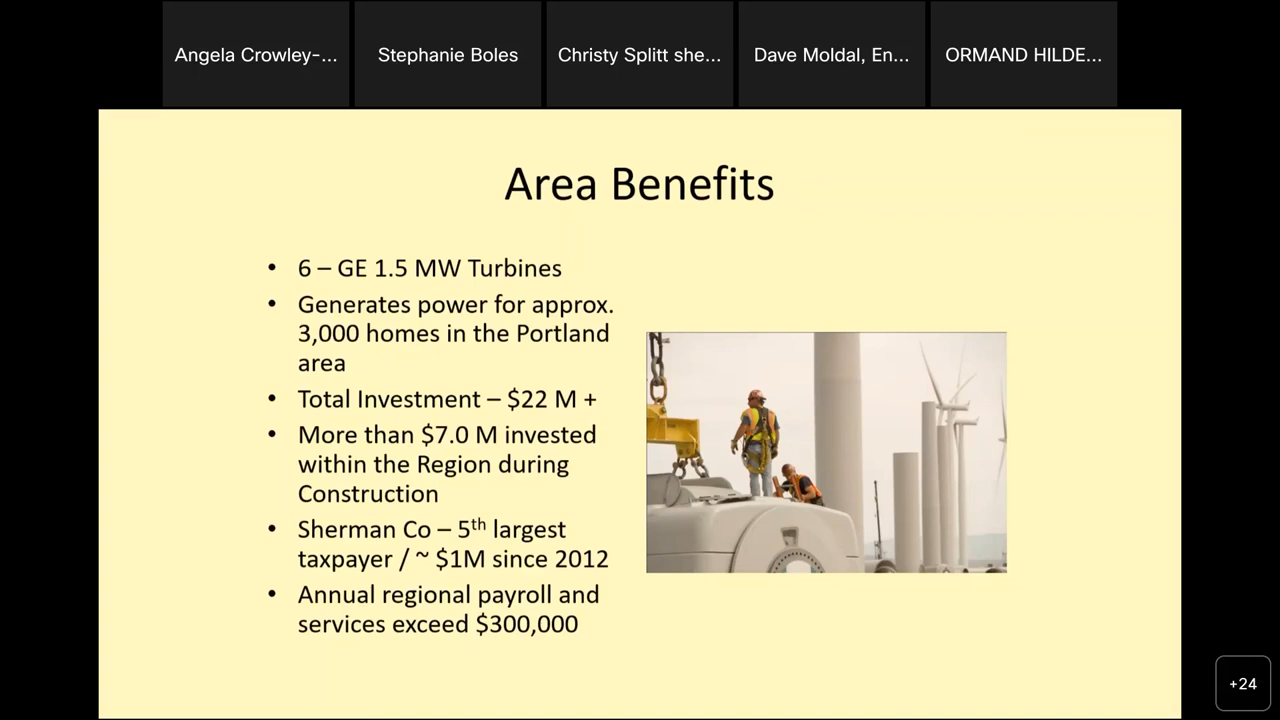 Angela Crowley-...
Stephanie Boles
Christy Splitt she...
Dave Moldal, En...
ORMAND HILDE...
Area Benefits
• 6 – GE 1.5 MW Turbines
• Generates power for approx.
3,000 homes in the Portland
area
• Total Investment – $22 M +
• More than $7.0 M invested
within the Region during
Construction
• Sherman Co – 5th largest
taxpayer / ~ $1M since 2012
• Annual regional payroll and
services exceed $300,000
+24